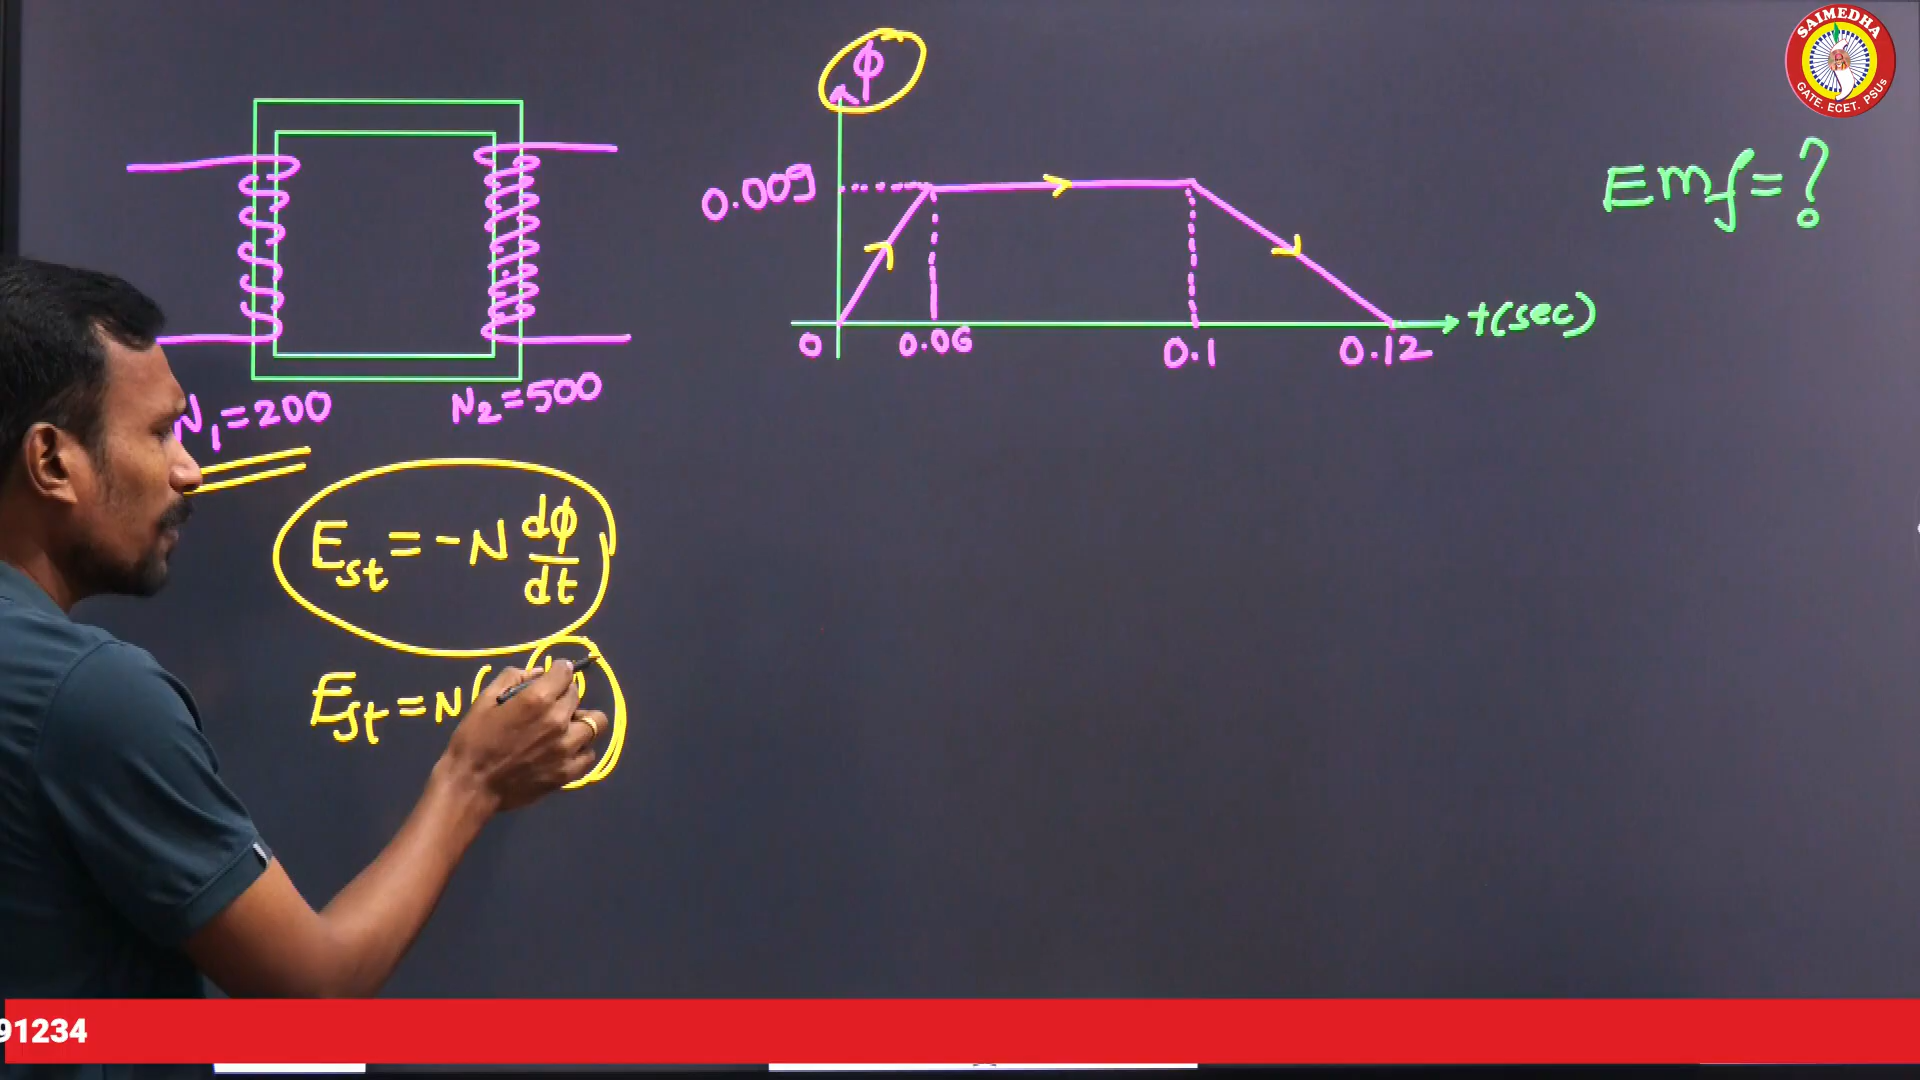 SAIMEDHA
GATE. ECET. PSUs
ϕ
0.009
Emf=?
0
0.06
0.1
0.12
t(sec)
N1=200
N2=500
Est = -N dϕ/dt
Est = N(
91234